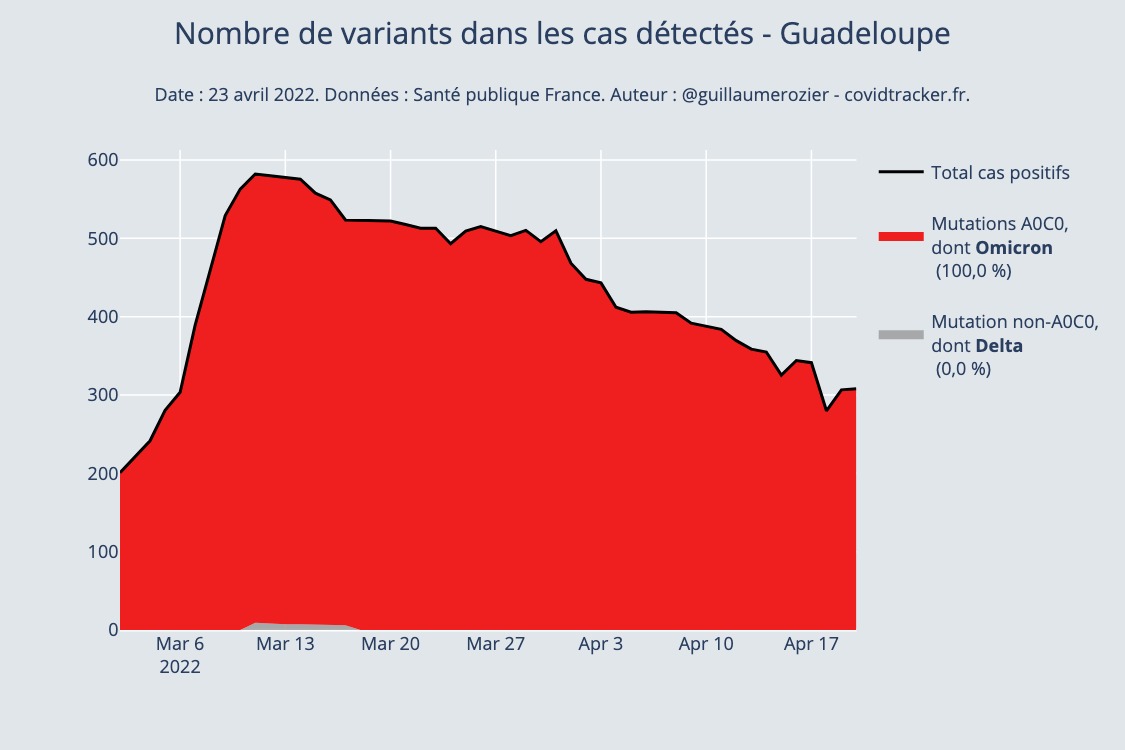 Nombre de variants dans les cas détectés - Guadeloupe
Date : 23 avril 2022. Données : Santé publique France. Auteur : @guillaumerozier - covidtracker.fr.
600
500
400
300
200
100
0
Mar 6
2022
Mar 13
Mar 20
Mar 27
Apr 3
Apr 10
Apr 17
Total cas positifs
Mutations A0C0,
dont Omicron
(100,0 %)
Mutation non-A0C0,
dont Delta
(0,0 %)